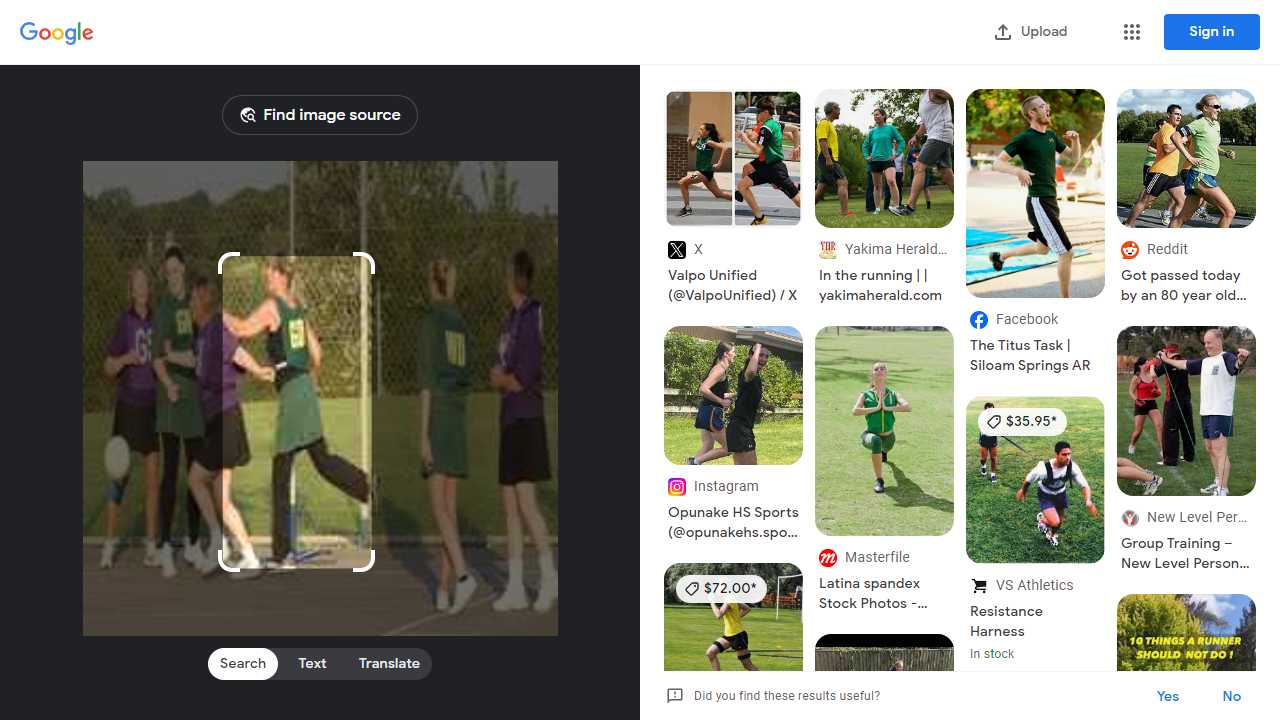 Google
Upload
Sign in
Find image source
Search
Text
Translate
X
Valpo Unified
(@ValpoUnified) / X
Yakima Herald...
In the running | |
yakimaherald.com
Facebook
The Titus Task |
Siloam Springs AR
Reddit
Got passed today
by an 80 year old...
Instagram
Opunake HS Sports
(@opunakehs.spo...
Masterfile
Latina spandex
Stock Photos -...
$35.95*
VS Athletics
Resistance
Harness
In stock
New Level Per...
Group Training –
New Level Person...
$72.00*
10 THINGS A RUNNER
SHOULD NOT DO !
Did you find these results useful?
Yes
No